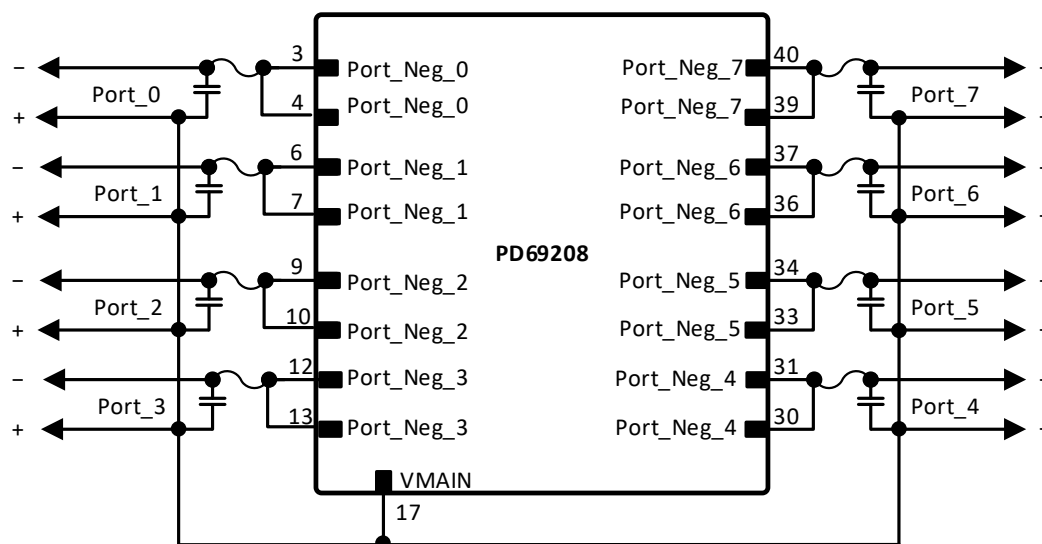 3 Port_Neg_0 Port_Neg_7 40
−
Port_0 4 Port_Neg_0 Port_Neg_7 39 Port_7
+
6 Port_Neg_1 Port_Neg_6 37
−
Port_1 7 Port_Neg_1 Port_Neg_6 36 Port_6
+
PD69208
9 Port_Neg_2 Port_Neg_5 34
−
Port_2 10 Port_Neg_2 Port_Neg_5 33 Port_5
+
12 Port_Neg_3 Port_Neg_4 31
−
Port_3 13 Port_Neg_3 Port_Neg_4 30 Port_4
+
VMAIN
17